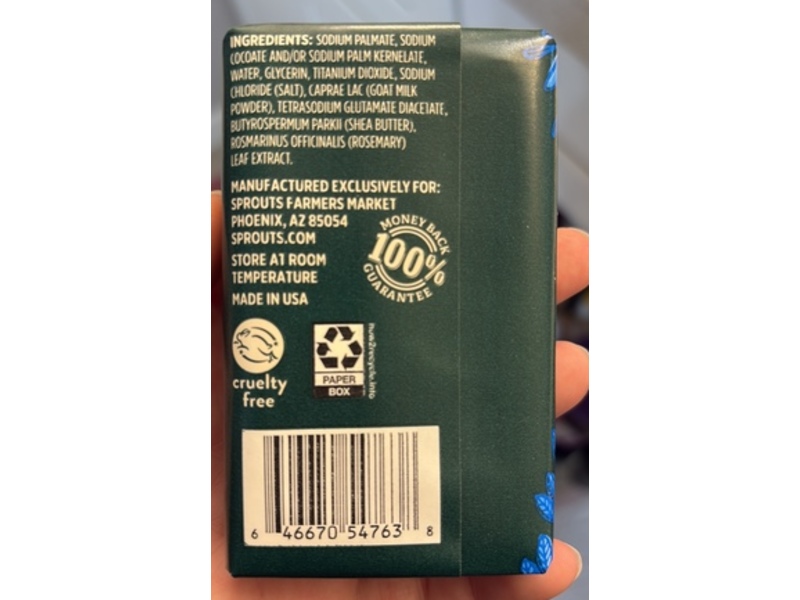 INGREDIENTS: SODIUM PALMATE, SODIUM
COCOATE AND/OR SODIUM PALM KERNELATE,
WATER, GLYCERIN, TITANIUM DIOXIDE, SODIUM
CHLORIDE (SALT), CAPRAE LAC (GOAT MILK
POWDER), TETRASODIUM GLUTAMATE DIACETATE,
BUTYROSPERMUM PARKII (SHEA BUTTER),
ROSMARINUS OFFICINALIS (ROSEMARY)
LEAF EXTRACT.
MANUFACTURED EXCLUSIVELY FOR:
SPROUTS FARMERS MARKET
PHOENIX, AZ 85054
SPROUTS.COM
STORE AT ROOM
TEMPERATURE
MADE IN USA
MONEY BACK
100%
GUARANTEE
cruelty
free
PAPER
BOX
how2recycle.info
6 46670 54763 8